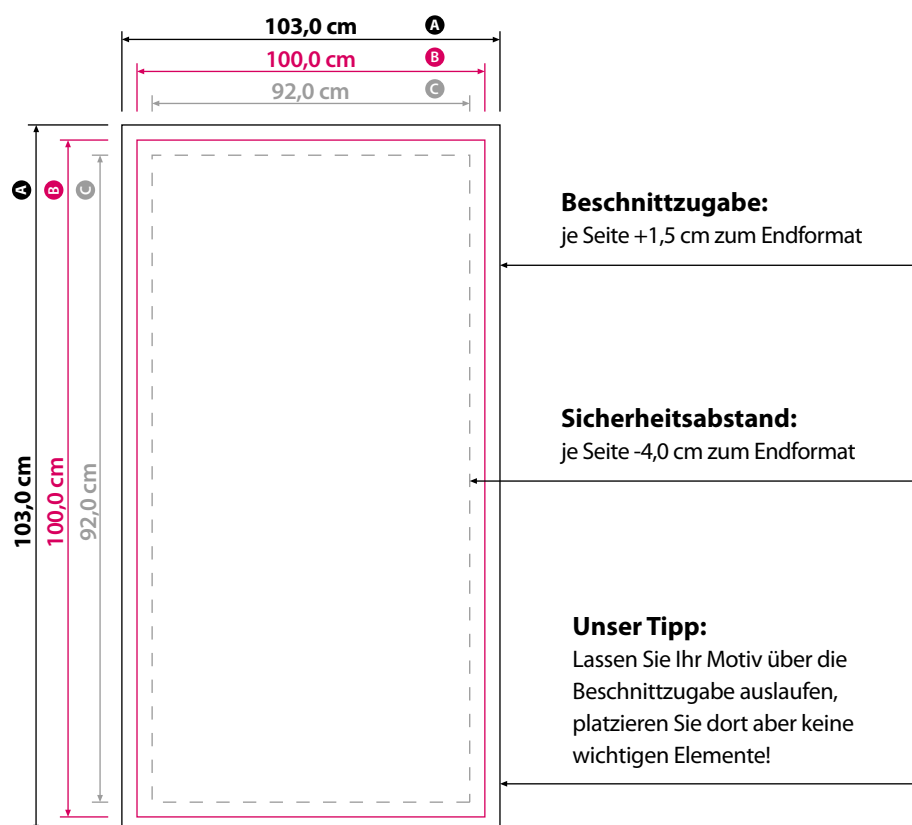 103,0 cm A
100,0 cm B
92,0 cm C
A
B
C
103,0 cm
100,0 cm
92,0 cm
Beschnittzugabe:
je Seite +1,5 cm zum Endformat
Sicherheitsabstand:
je Seite -4,0 cm zum Endformat
Unser Tipp:
Lassen Sie Ihr Motiv über die
Beschnittzugabe auslaufen,
platzieren Sie dort aber keine
wichtigen Elemente!